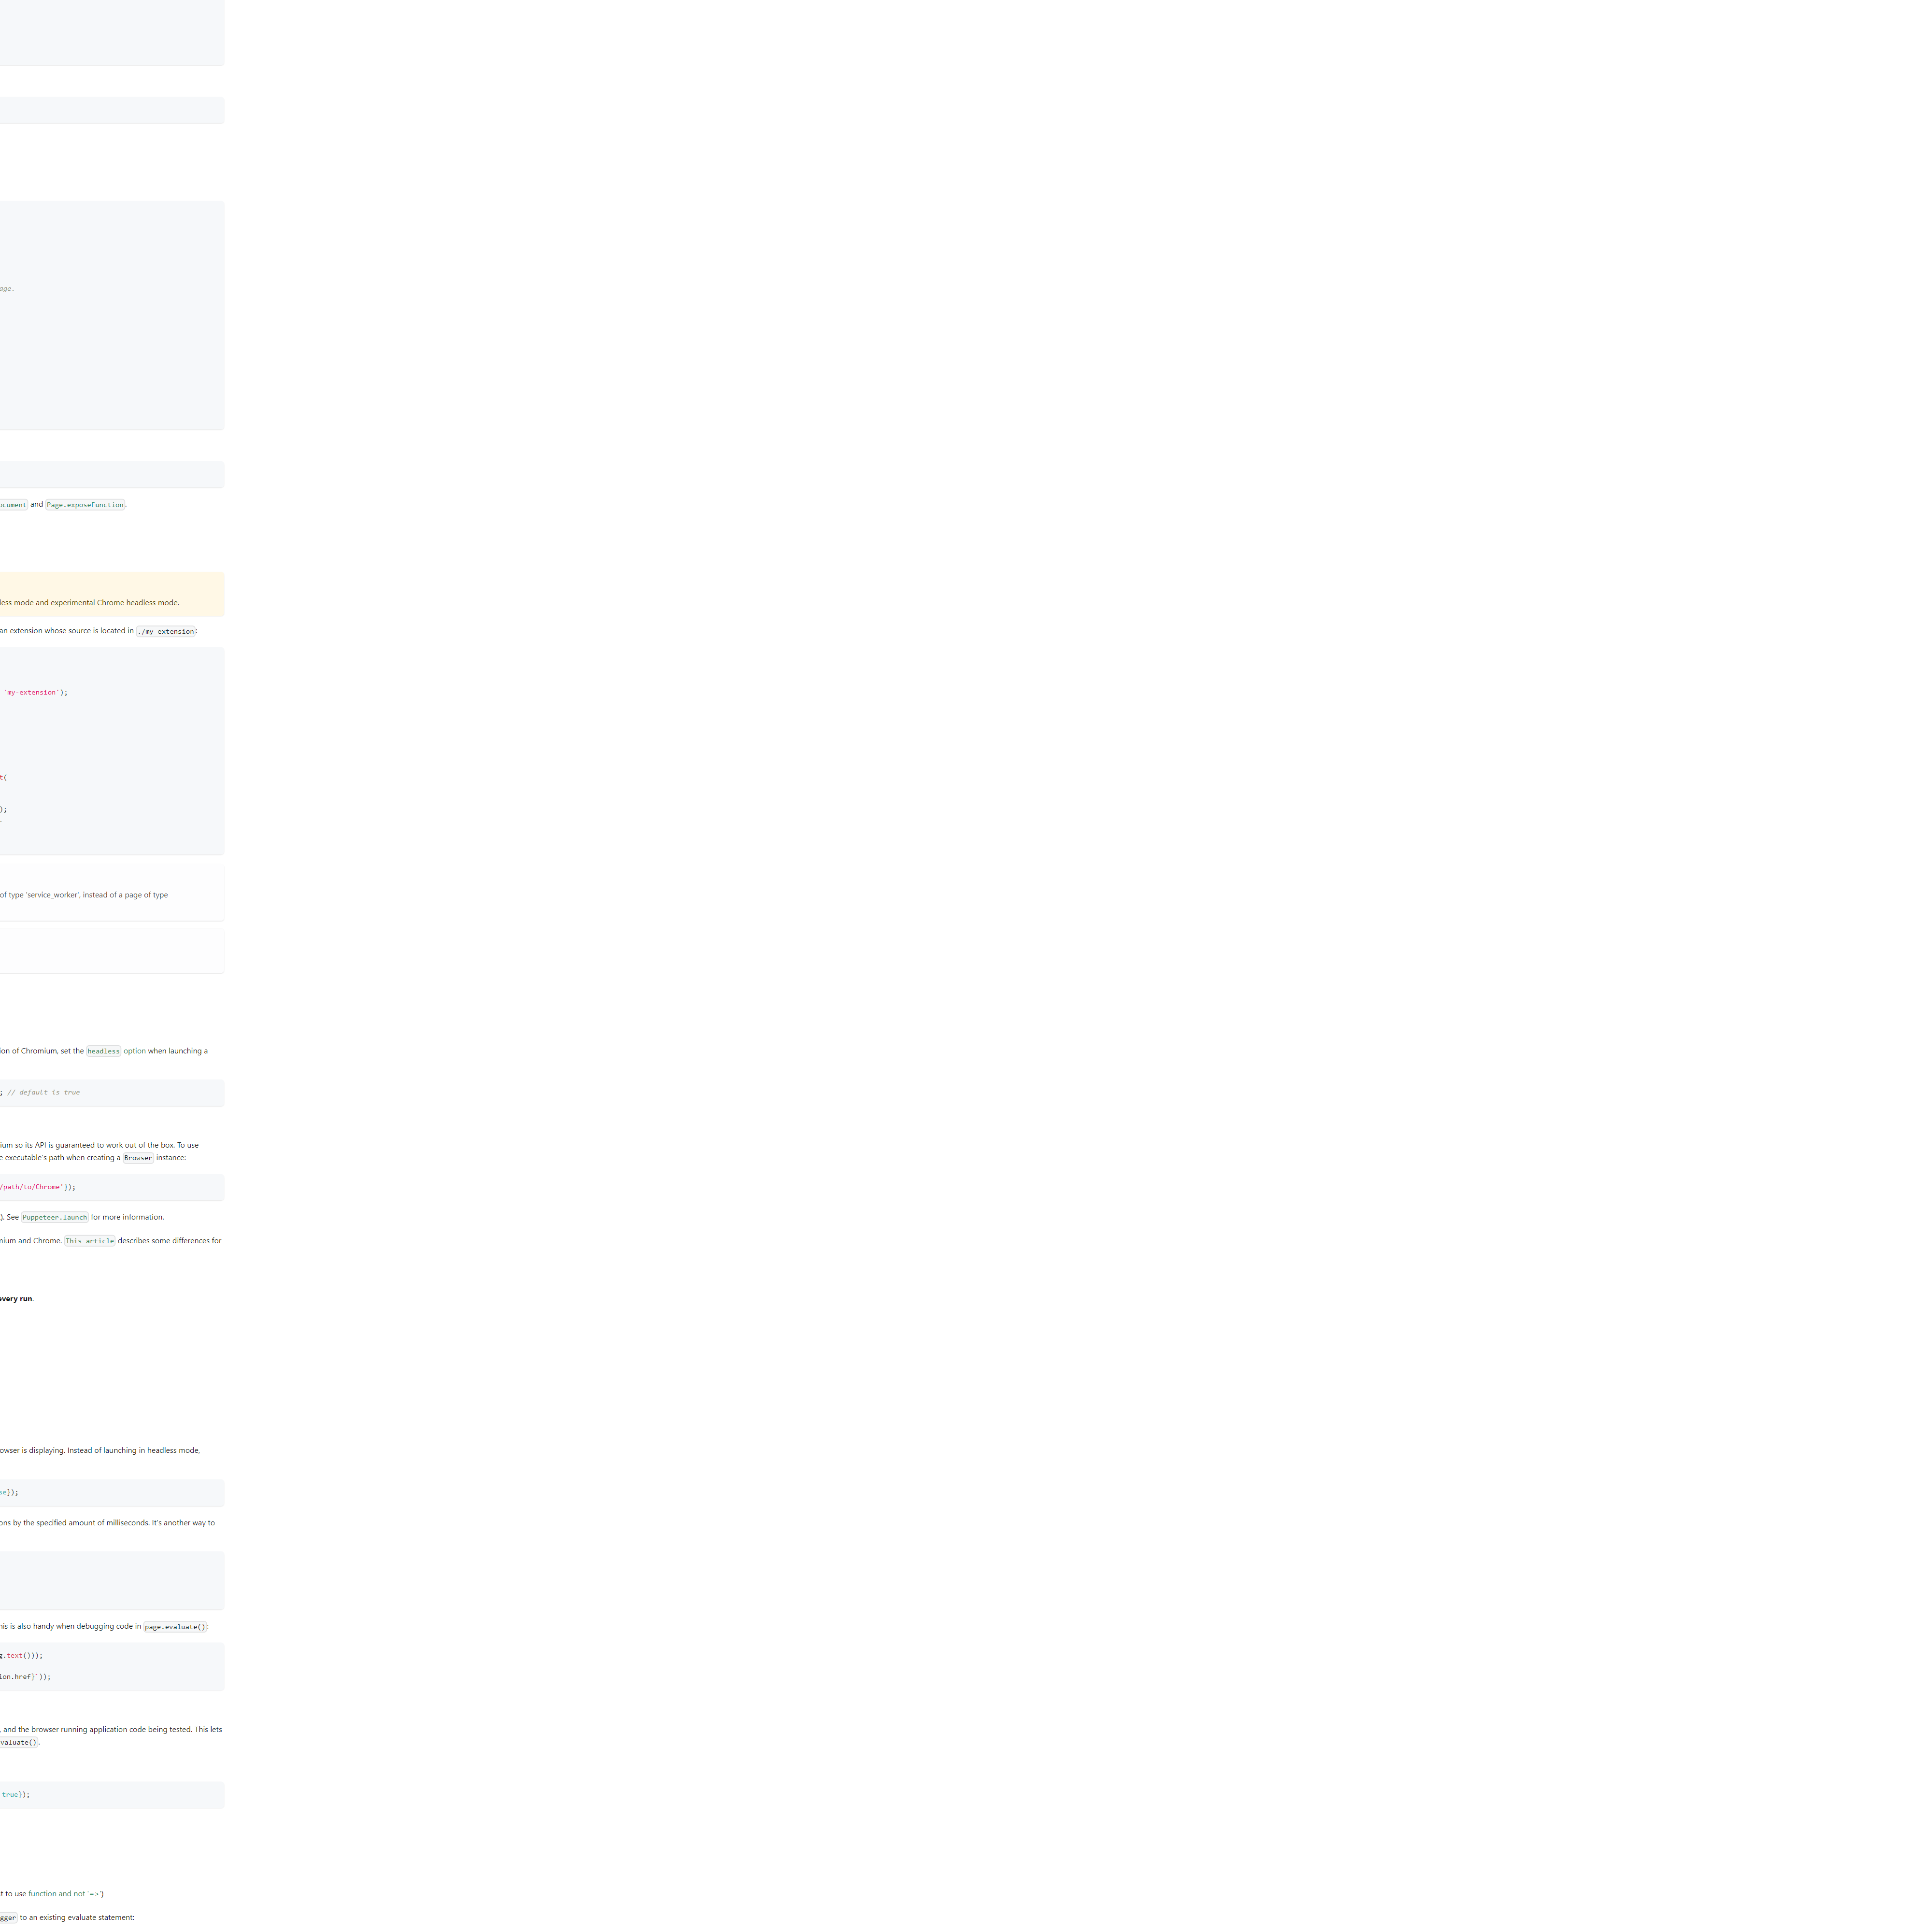 age.
ocument and Page.exposeFunction.
less mode and experimental Chrome headless mode.
an extension whose source is located in ./my-extension:
'my-extension');
t(
);
of type 'service_worker', instead of a page of type
ion of Chromium, set the headless option when launching a
; // default is true
ium so its API is guaranteed to work out of the box. To use
e executable's path when creating a Browser instance:
/path/to/Chrome'});
). See Puppeteer.launch for more information.
nium and Chrome. This article describes some differences for
every run.
owser is displaying. Instead of launching in headless mode,
se});
ons by the specified amount of milliseconds. It's another way to
his is also handy when debugging code in page.evaluate():
g.text()));
ion.href}`));
, and the browser running application code being tested. This lets
valuate().
true});
t to use function and not '=>')
gger to an existing evaluate statement: